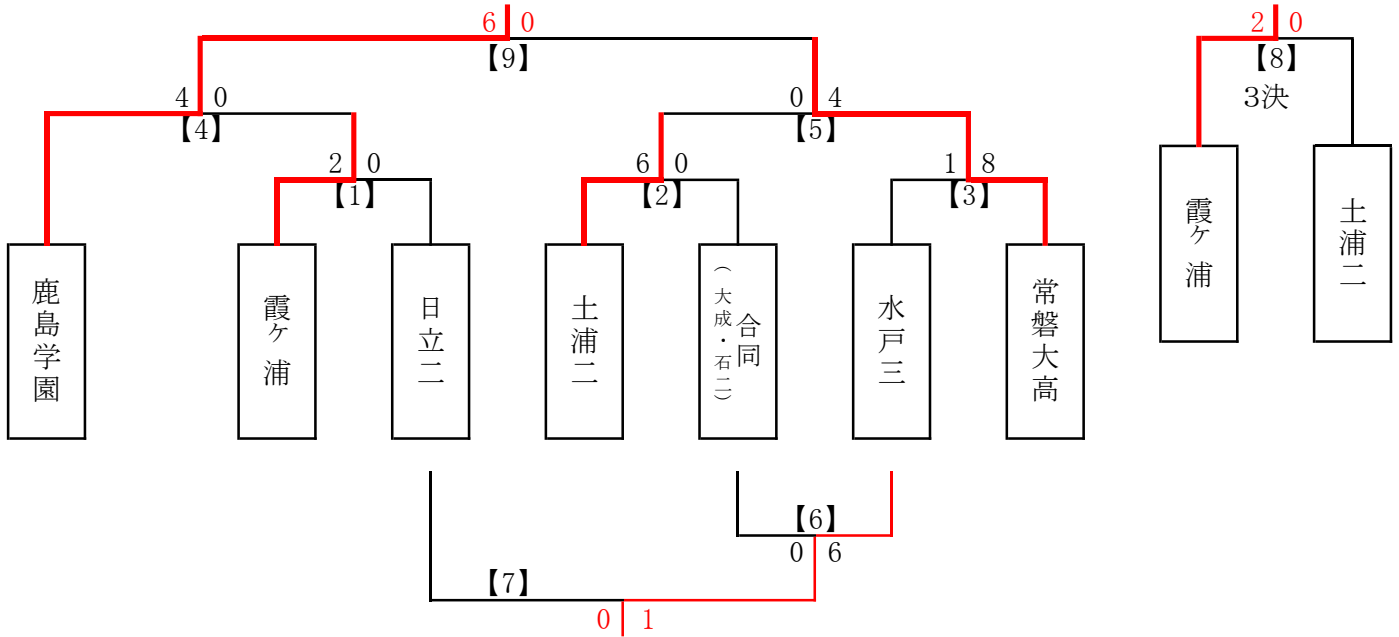 6 0
2 0
【9】
【8】
4 0
0 4
3決
【4】
【5】
2 0
6 0
1 8
【1】
【2】
【3】
鹿島学園
霞ヶ浦
日立二
土浦二
合同
(大成・石二)
水戸三
常磐大高
霞ヶ浦
土浦二
【6】
0 6
【7】
0 1